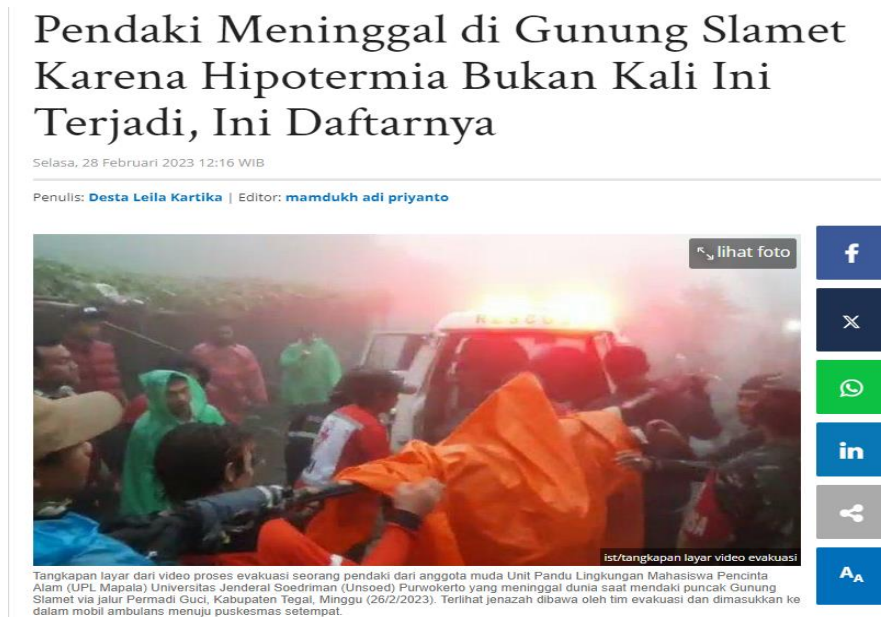 Pendaki Meninggal di Gunung Slamet
Karena Hipotermia Bukan Kali Ini
Terjadi, Ini Daftarnya
Selasa, 28 Februari 2023 12:16 WIB
Penulis: Desta Leila Kartika | Editor: mamdukh adi priyanto
lihat foto
ist/tangkapan layar video evakuasi
Tangkapan layar dari video proses evakuasi seorang pendaki dari anggota muda Unit Pandu Lingkungan Mahasiswa Pencinta
Alam (UPL Mapala) Universitas Jenderal Soedriman (Unsoed) Purwokerto yang meninggal dunia saat mendaki puncak Gunung
Slamet via jalur Permadi Guci, Kabupaten Tegal, Minggu (26/2/2023). Terlihat jenazah dibawa oleh tim evakuasi dan dimasukkan ke
dalam mobil ambulans menuju puskesmas setempat.
f
X
in
AA